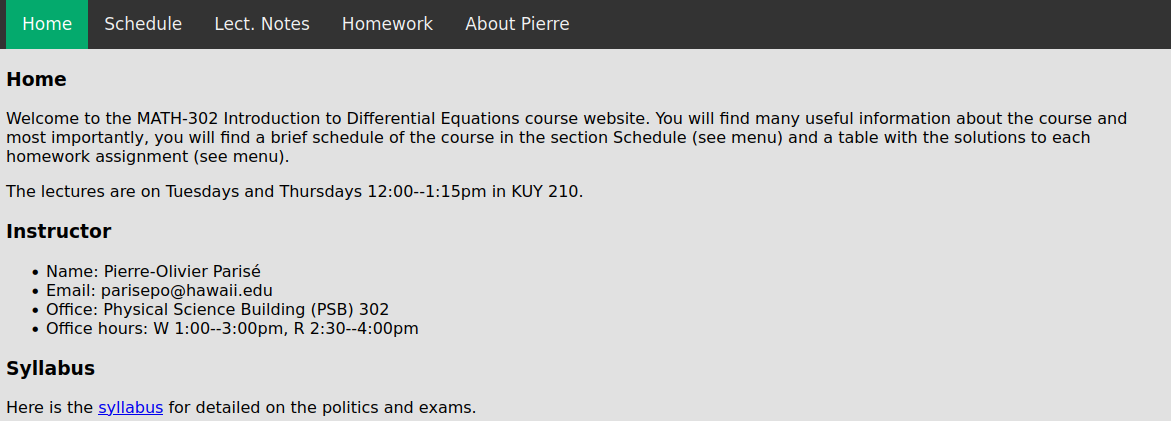 Home Schedule Lect. Notes Homework About Pierre
Home
Welcome to the MATH-302 Introduction to Differential Equations course website. You will find many useful information about the course and
most importantly, you will find a brief schedule of the course in the section Schedule (see menu) and a table with the solutions to each
homework assignment (see menu).
The lectures are on Tuesdays and Thursdays 12:00--1:15pm in KUY 210.
Instructor
• Name: Pierre-Olivier Parisé
• Email: parisepo@hawaii.edu
• Office: Physical Science Building (PSB) 302
• Office hours: W 1:00--3:00pm, R 2:30--4:00pm
Syllabus
Here is the syllabus for detailed on the politics and exams.